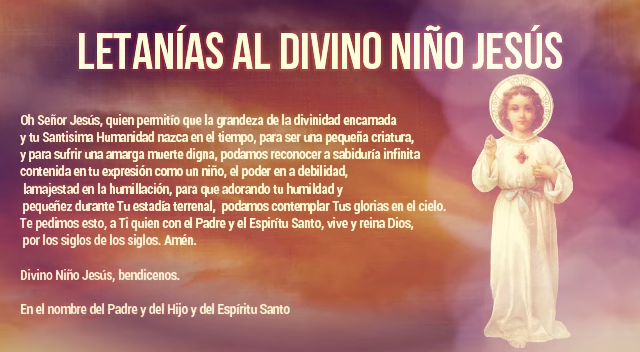 LETANÍAS AL DIVINO NIÑO JESÚS
Oh Señor Jesús, quien permitío que la grandeza de la divinidad encarnada
y tu Santisima Humanidad nazca en el tiempo, para ser una pequeña criatura,
y para sufrir una amarga muerte digna, podamos reconocer a sabiduría infinita
contenida en tu expresión como un niño, el poder en a debilidad,
lamajestad en la humillación, para que adorando tu humildad y
pequeñez durante Tu estadía terrenal, podamos contemplar Tus glorias en el cielo.
Te pedimos esto, a Ti quien con el Padre y el Espirítu Santo, vive y reina Dios,
por los siglos de los siglos. Amén.
Divino Niño Jesús, bendicenos.
En el nombre del Padre y del Hijo y del Espíritu Santo